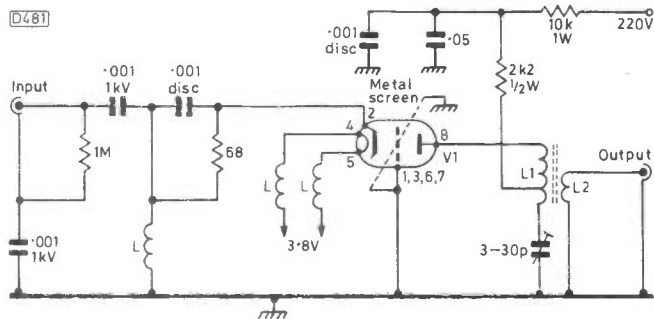 D481
·001
disc
·05
10k
1W
220V
Input
·001
1kV
·001
disc
Metal
screen
2k2
½W
1M
68
2
4
5
8
V1
1,3,6,7
L
L
L
3·8V
L1
L2
Output
3–30p
·001
1kV